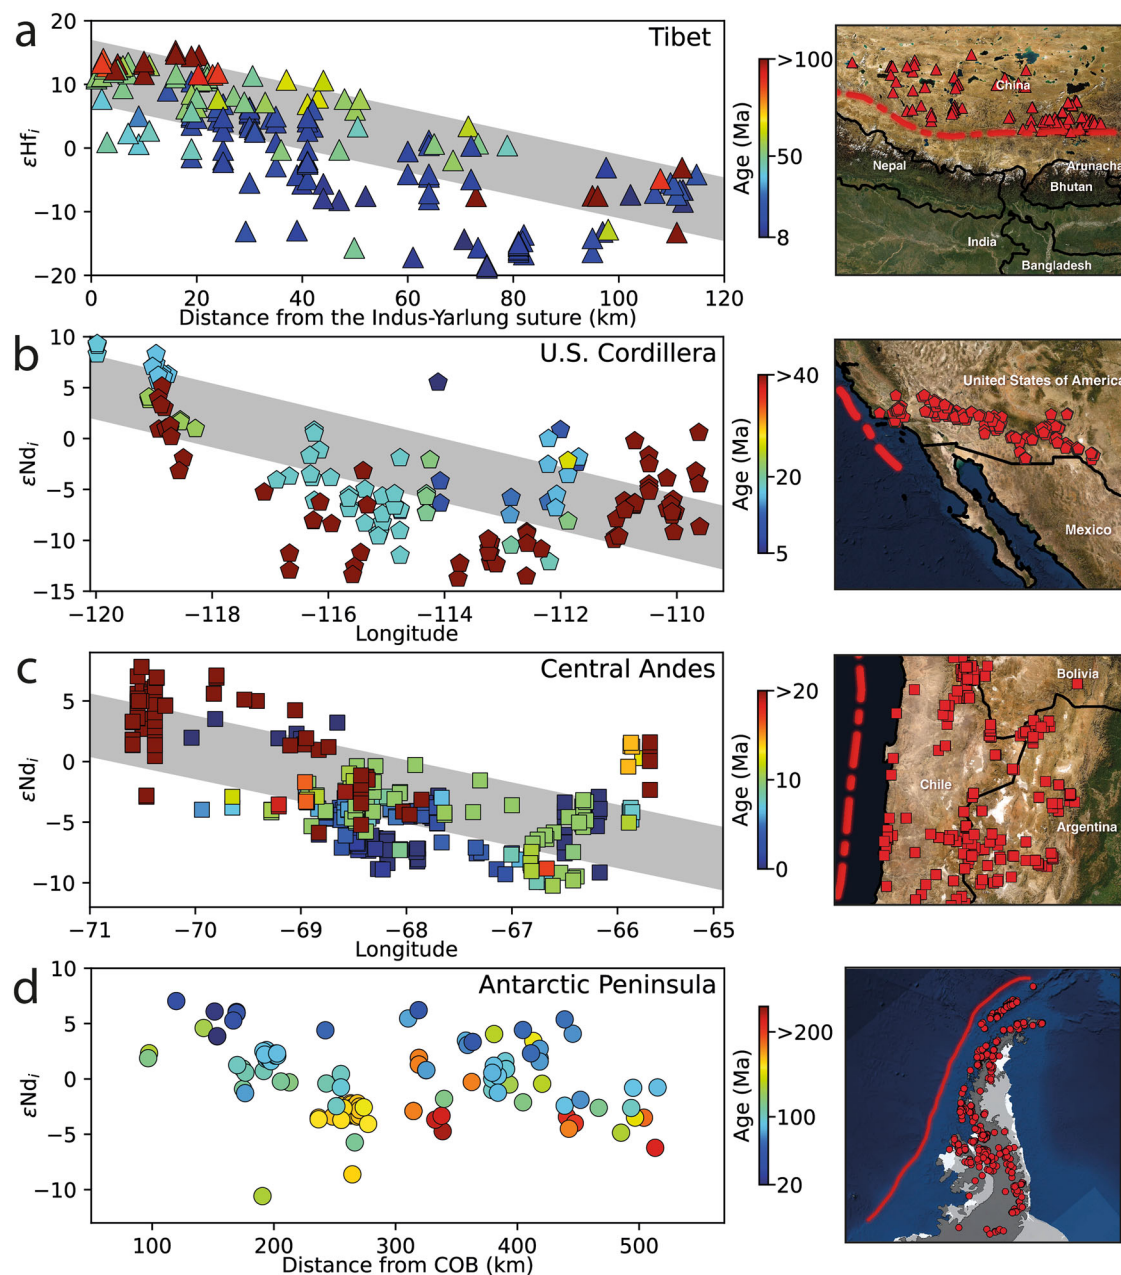 a
Tibet
20
10
0
−10
−20
εHfᵢ
0
20
40
60
80
100
120
Distance from the Indus-Yarlung suture (km)
>100
50
8
Age (Ma)
China
Nepal
Arunacha
Bhutan
India
Bangladesh
b
U.S. Cordillera
10
5
0
−5
−10
−15
εNdᵢ
−120
−118
−116
−114
−112
−110
Longitude
>40
20
5
Age (Ma)
United States of America
Mexico
c
Central Andes
5
0
−5
−10
εNdᵢ
−71
−70
−69
−68
−67
−66
−65
Longitude
>20
10
0
Age (Ma)
Bolivia
Chile
Argentina
d
Antarctic Peninsula
10
5
0
−5
−10
εNdᵢ
100
200
300
400
500
Distance from COB (km)
>200
100
20
Age (Ma)